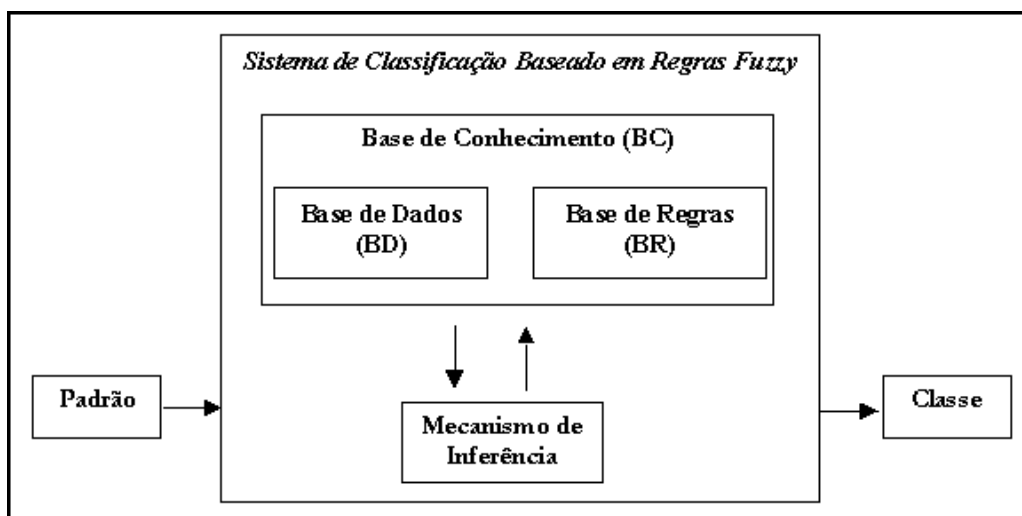 Sistema de Classificação Baseado em Regras Fuzzy
Base de Conhecimento (BC)
Base de Dados
(BD)
Base de Regras
(BR)
Padrão
Mecanismo de
Inferência
Classe